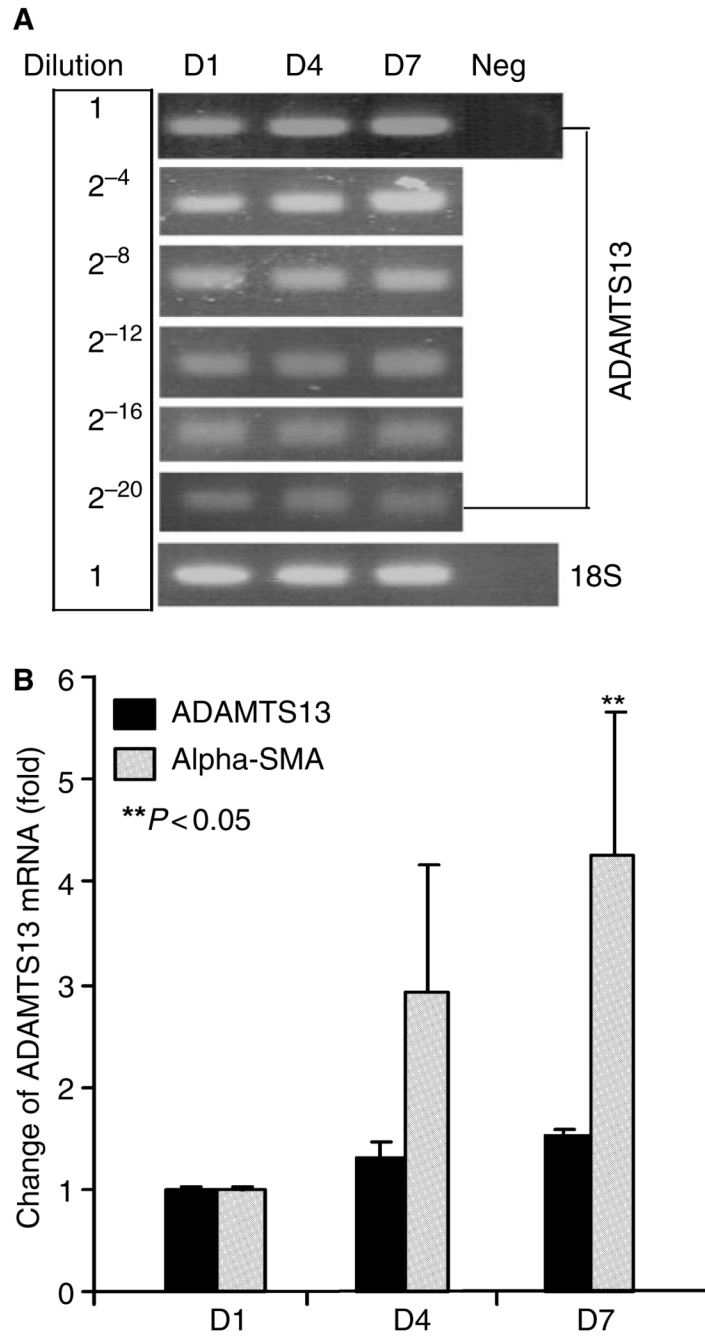 A
Dilution D1 D4 D7 Neg
1
2⁻⁴
2⁻⁸
2⁻¹²
2⁻¹⁶
2⁻²⁰
1
ADAMTS13
18S
B
ADAMTS13
Alpha-SMA
**P<0.05
**
Change of ADAMTS13 mRNA (fold)
6
5
4
3
2
1
0
D1 D4 D7